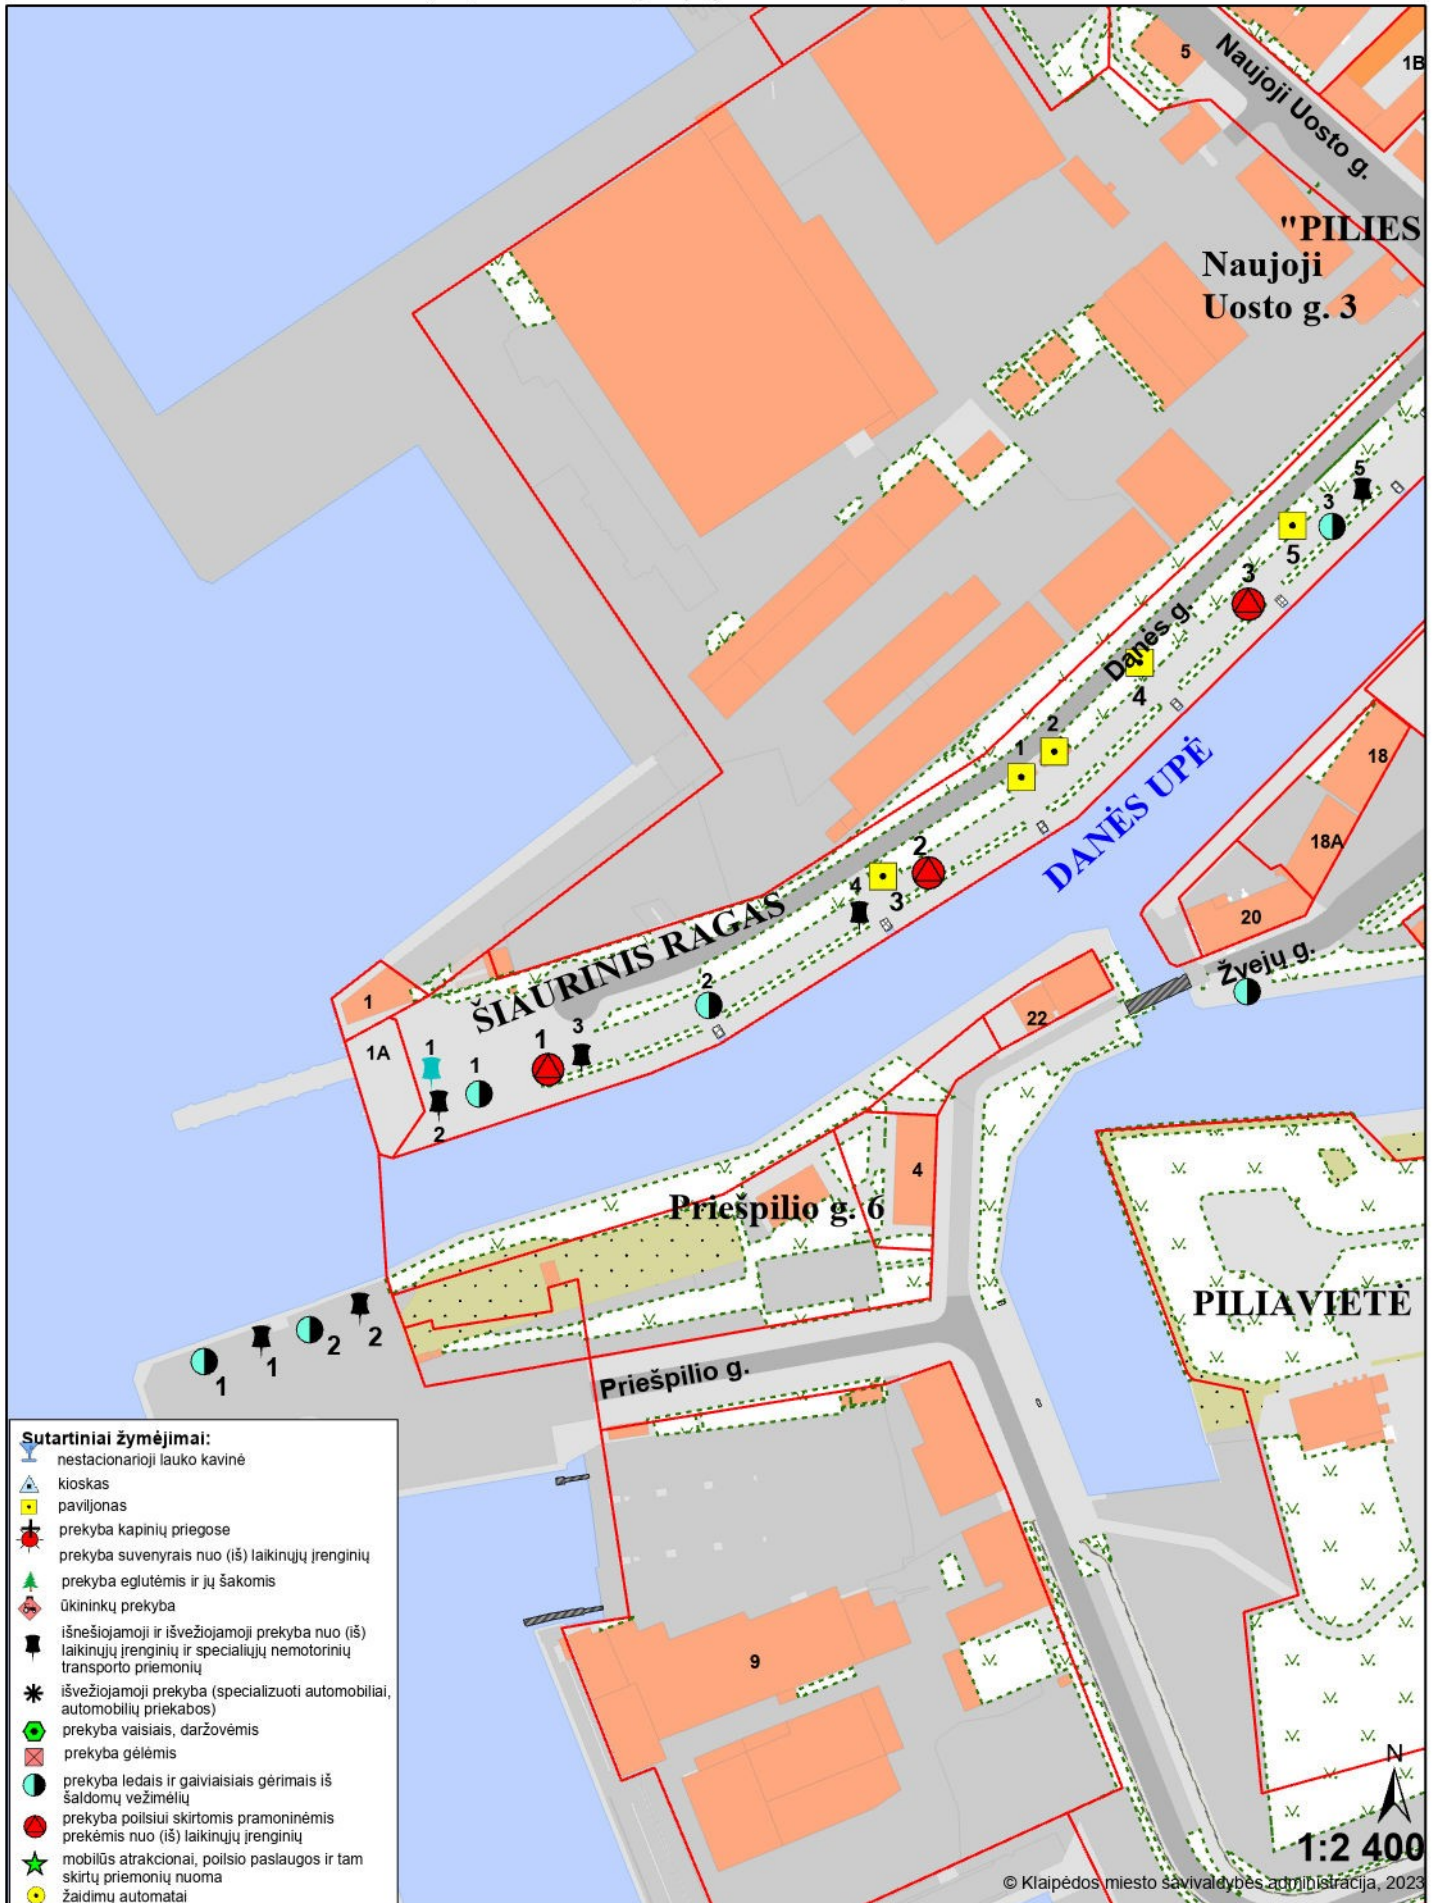 5
Naujoji Uosto g.
1B
"PILIES
Naujoji
Uosto g. 3
5
3
5
3
Danės g.
4
2
1
DANĖS UPĖ
18
18A
20
Žvejų g.
2
4
3
ŠIAURINIS RAGAS
2
1
1A
1
1
1
3
2
22
4
Priešpilio g. 6
PILIAVIETĖ
2
2
1
1
Priešpilio g.
9
Sutartiniai žymėjimai:
nestacionarioji lauko kavinė
kioskas
paviljonas
prekyba kapinių priegose
prekyba suvenyrais nuo (iš) laikinųjų įrenginių
prekyba eglutėmis ir jų šakomis
ūkininkų prekyba
išnešiojamoji ir išvežiojamoji prekyba nuo (iš)
laikinųjų įrenginių ir specialiųjų nemotorinių
transporto priemonių
išvežiojamoji prekyba (specializuoti automobiliai,
automobilių priekabos)
prekyba vaisiais, daržovėmis
prekyba gėlėmis
prekyba ledais ir gaiviaisiais gėrimais iš
šaldomų vežimėlių
prekyba poilsiui skirtomis pramoninėmis
prekėmis nuo (iš) laikinųjų įrenginių
mobilūs atrakcionai, poilsio paslaugos ir tam
skirtų priemonių nuoma
žaidimų automatai
N
1:2 400
© Klaipėdos miesto savivaldybės administracija, 2023